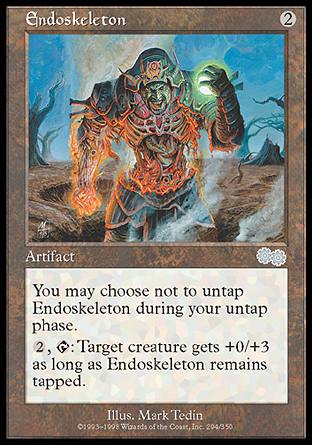 Endoskeleton 2
Artifact
You may choose not to untap
Endoskeleton during your untap
phase.
2, : Target creature gets +0/+3
as long as Endoskeleton remains
tapped.
Illus. Mark Tedin
©1993–1998 Wizards of the Coast, Inc. 294/350